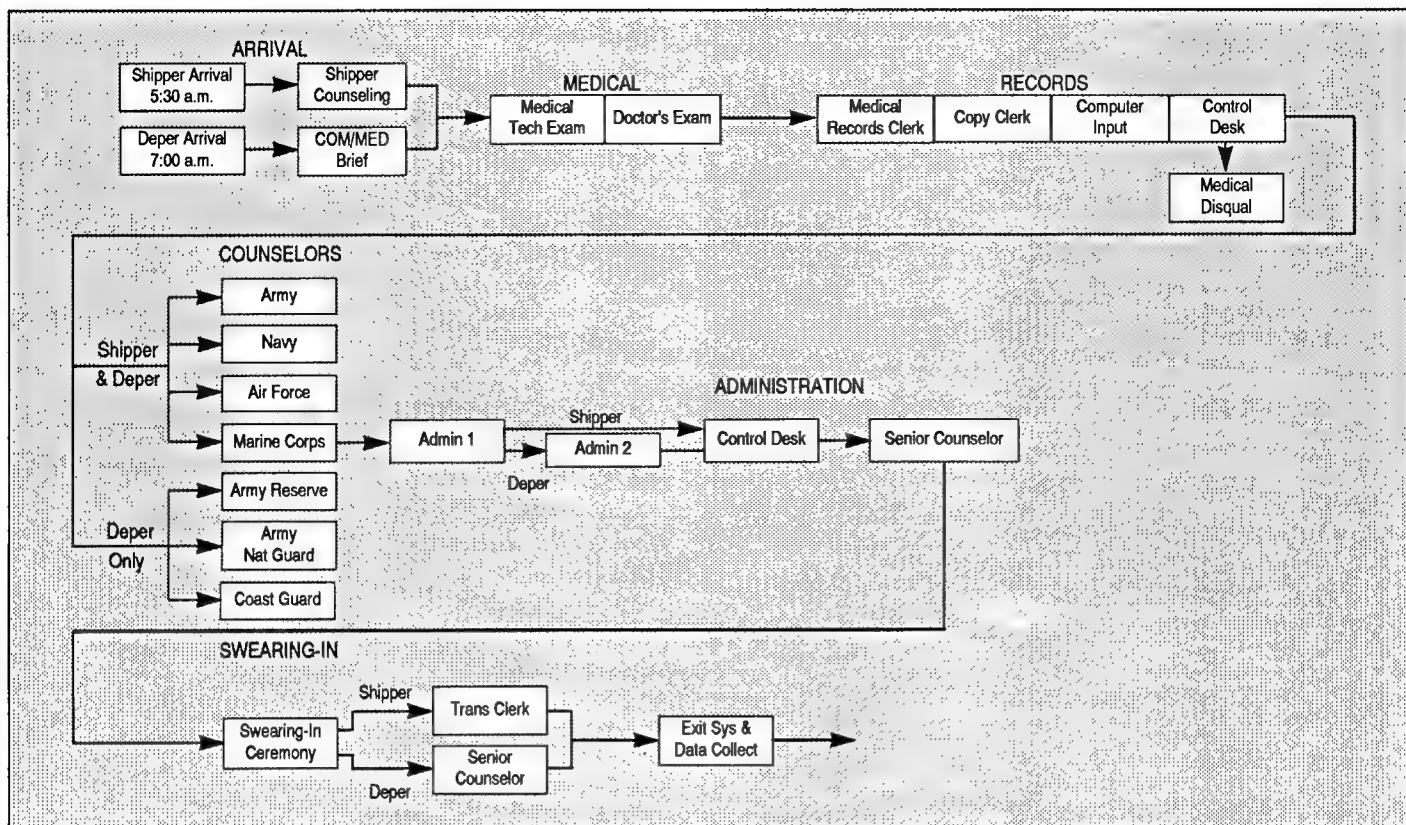 ARRIVAL
Shipper Arrival
5:30 a.m.
Shipper
Counseling
Deper Arrival
7:00 a.m.
COM/MED
Brief
MEDICAL
Medical
Tech Exam
Doctor's Exam
RECORDS
Medical
Records Clerk
Copy Clerk
Computer
Input
Control
Desk
Medical
Disqual
COUNSELORS
Shipper
& Deper
Army
Navy
Air Force
Marine Corps
Deper
Only
Army Reserve
Army
Nat Guard
Coast Guard
ADMINISTRATION
Admin 1
Shipper
Deper
Admin 2
Control Desk
Senior Counselor
SWEARING-IN
Swearing-In
Ceremony
Shipper
Trans Clerk
Deper
Senior
Counselor
Exit Sys &
Data Collect